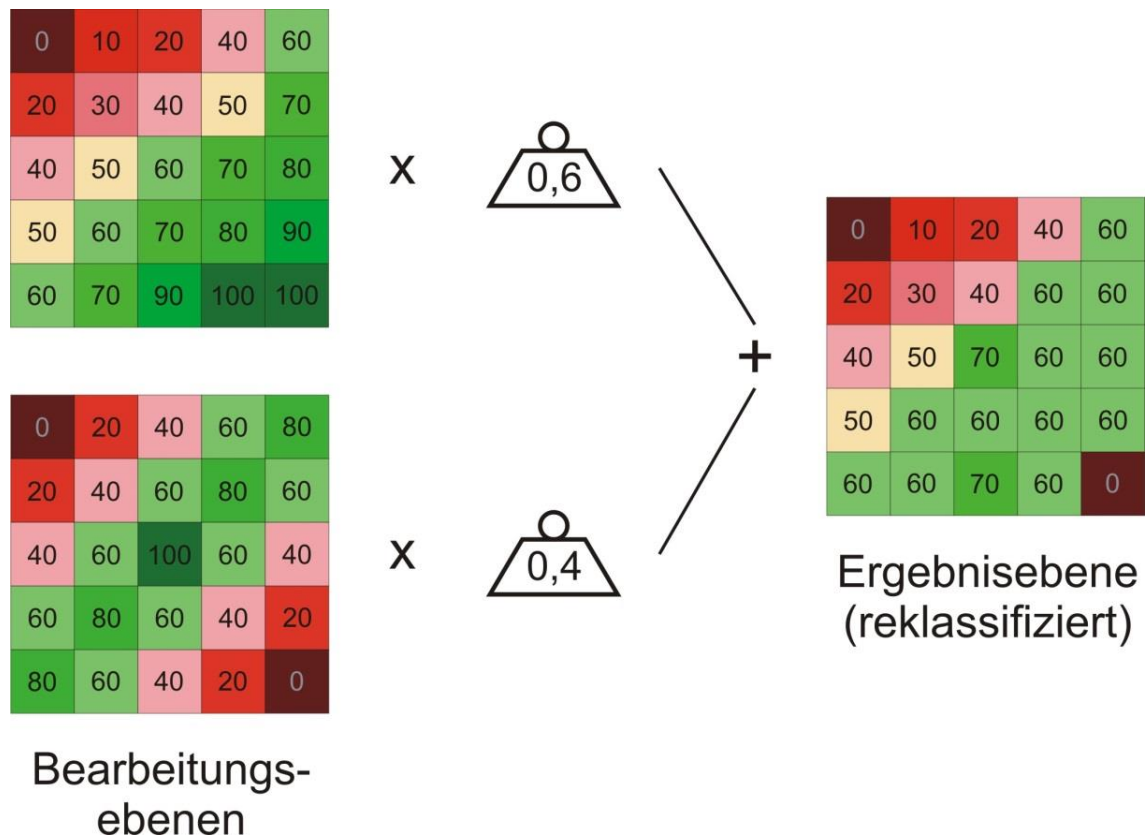 0 10 20 40 60
20 30 40 50 70
40 50 60 70 80
50 60 70 80 90
60 70 90 100 100
x 0,6
0 20 40 60 80
20 40 60 80 60
40 60 100 60 40
60 80 60 40 20
80 60 40 20 0
x 0,4
Bearbeitungs-
ebenen
+
0 10 20 40 60
20 30 40 60 60
40 50 70 60 60
50 60 60 60 60
60 60 70 60 0
Ergebnisebene
(reklassifiziert)